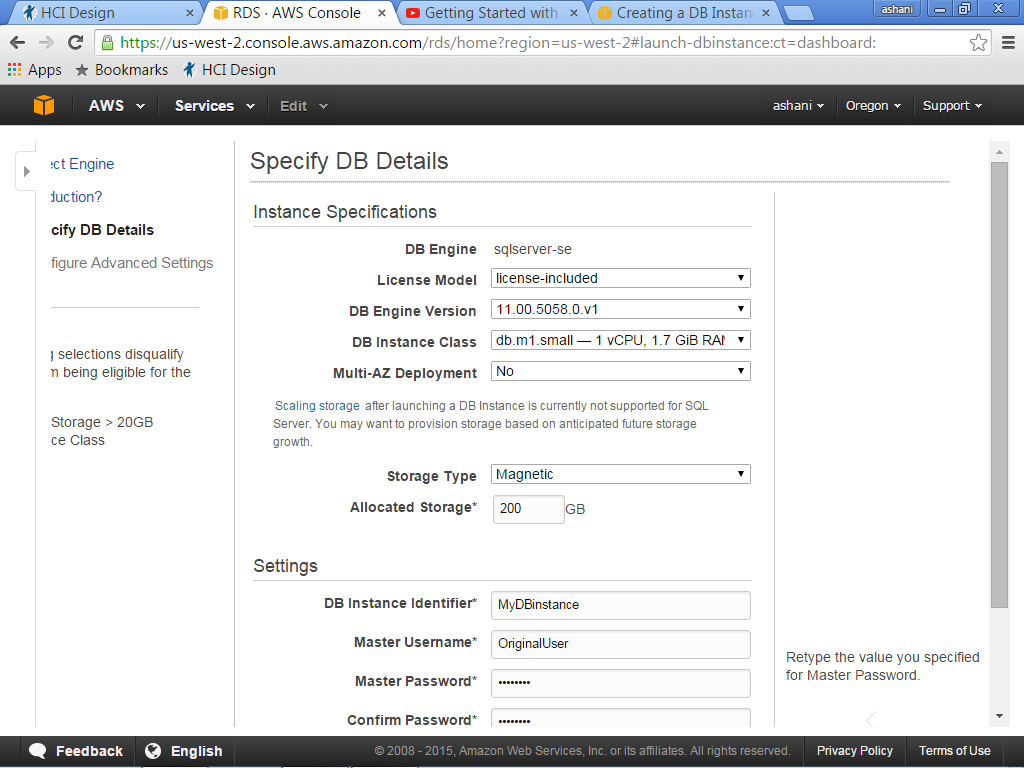 HCI Design
RDS · AWS Console
Getting Started with
Creating a DB Instan
ashani
https://us-west-2.console.aws.amazon.com/rds/home?region=us-west-2#launch-dbinstance:ct=dashboard:
Apps
Bookmarks
HCI Design
AWS
Services
Edit
ashani
Oregon
Support
ect Engine
duction?
cify DB Details
figure Advanced Settings
g selections disqualify
m being eligible for the
Storage > 20GB
ce Class
Specify DB Details
Instance Specifications
DB Engine sqlserver-se
License Model license-included
DB Engine Version 11.00.5058.0.v1
DB Instance Class db.m1.small — 1 vCPU, 1.7 GiB RAM
Multi-AZ Deployment No
Scaling storage after launching a DB Instance is currently not supported for SQL
Server. You may want to provision storage based on anticipated future storage
growth.
Storage Type Magnetic
Allocated Storage* 200 GB
Settings
DB Instance Identifier* MyDBinstance
Master Username* OriginalUser
Master Password* ••••••••
Confirm Password* ••••••••
Retype the value you specified
for Master Password.
Feedback
English
© 2008 - 2015, Amazon Web Services, Inc. or its affiliates. All rights reserved.
Privacy Policy
Terms of Use